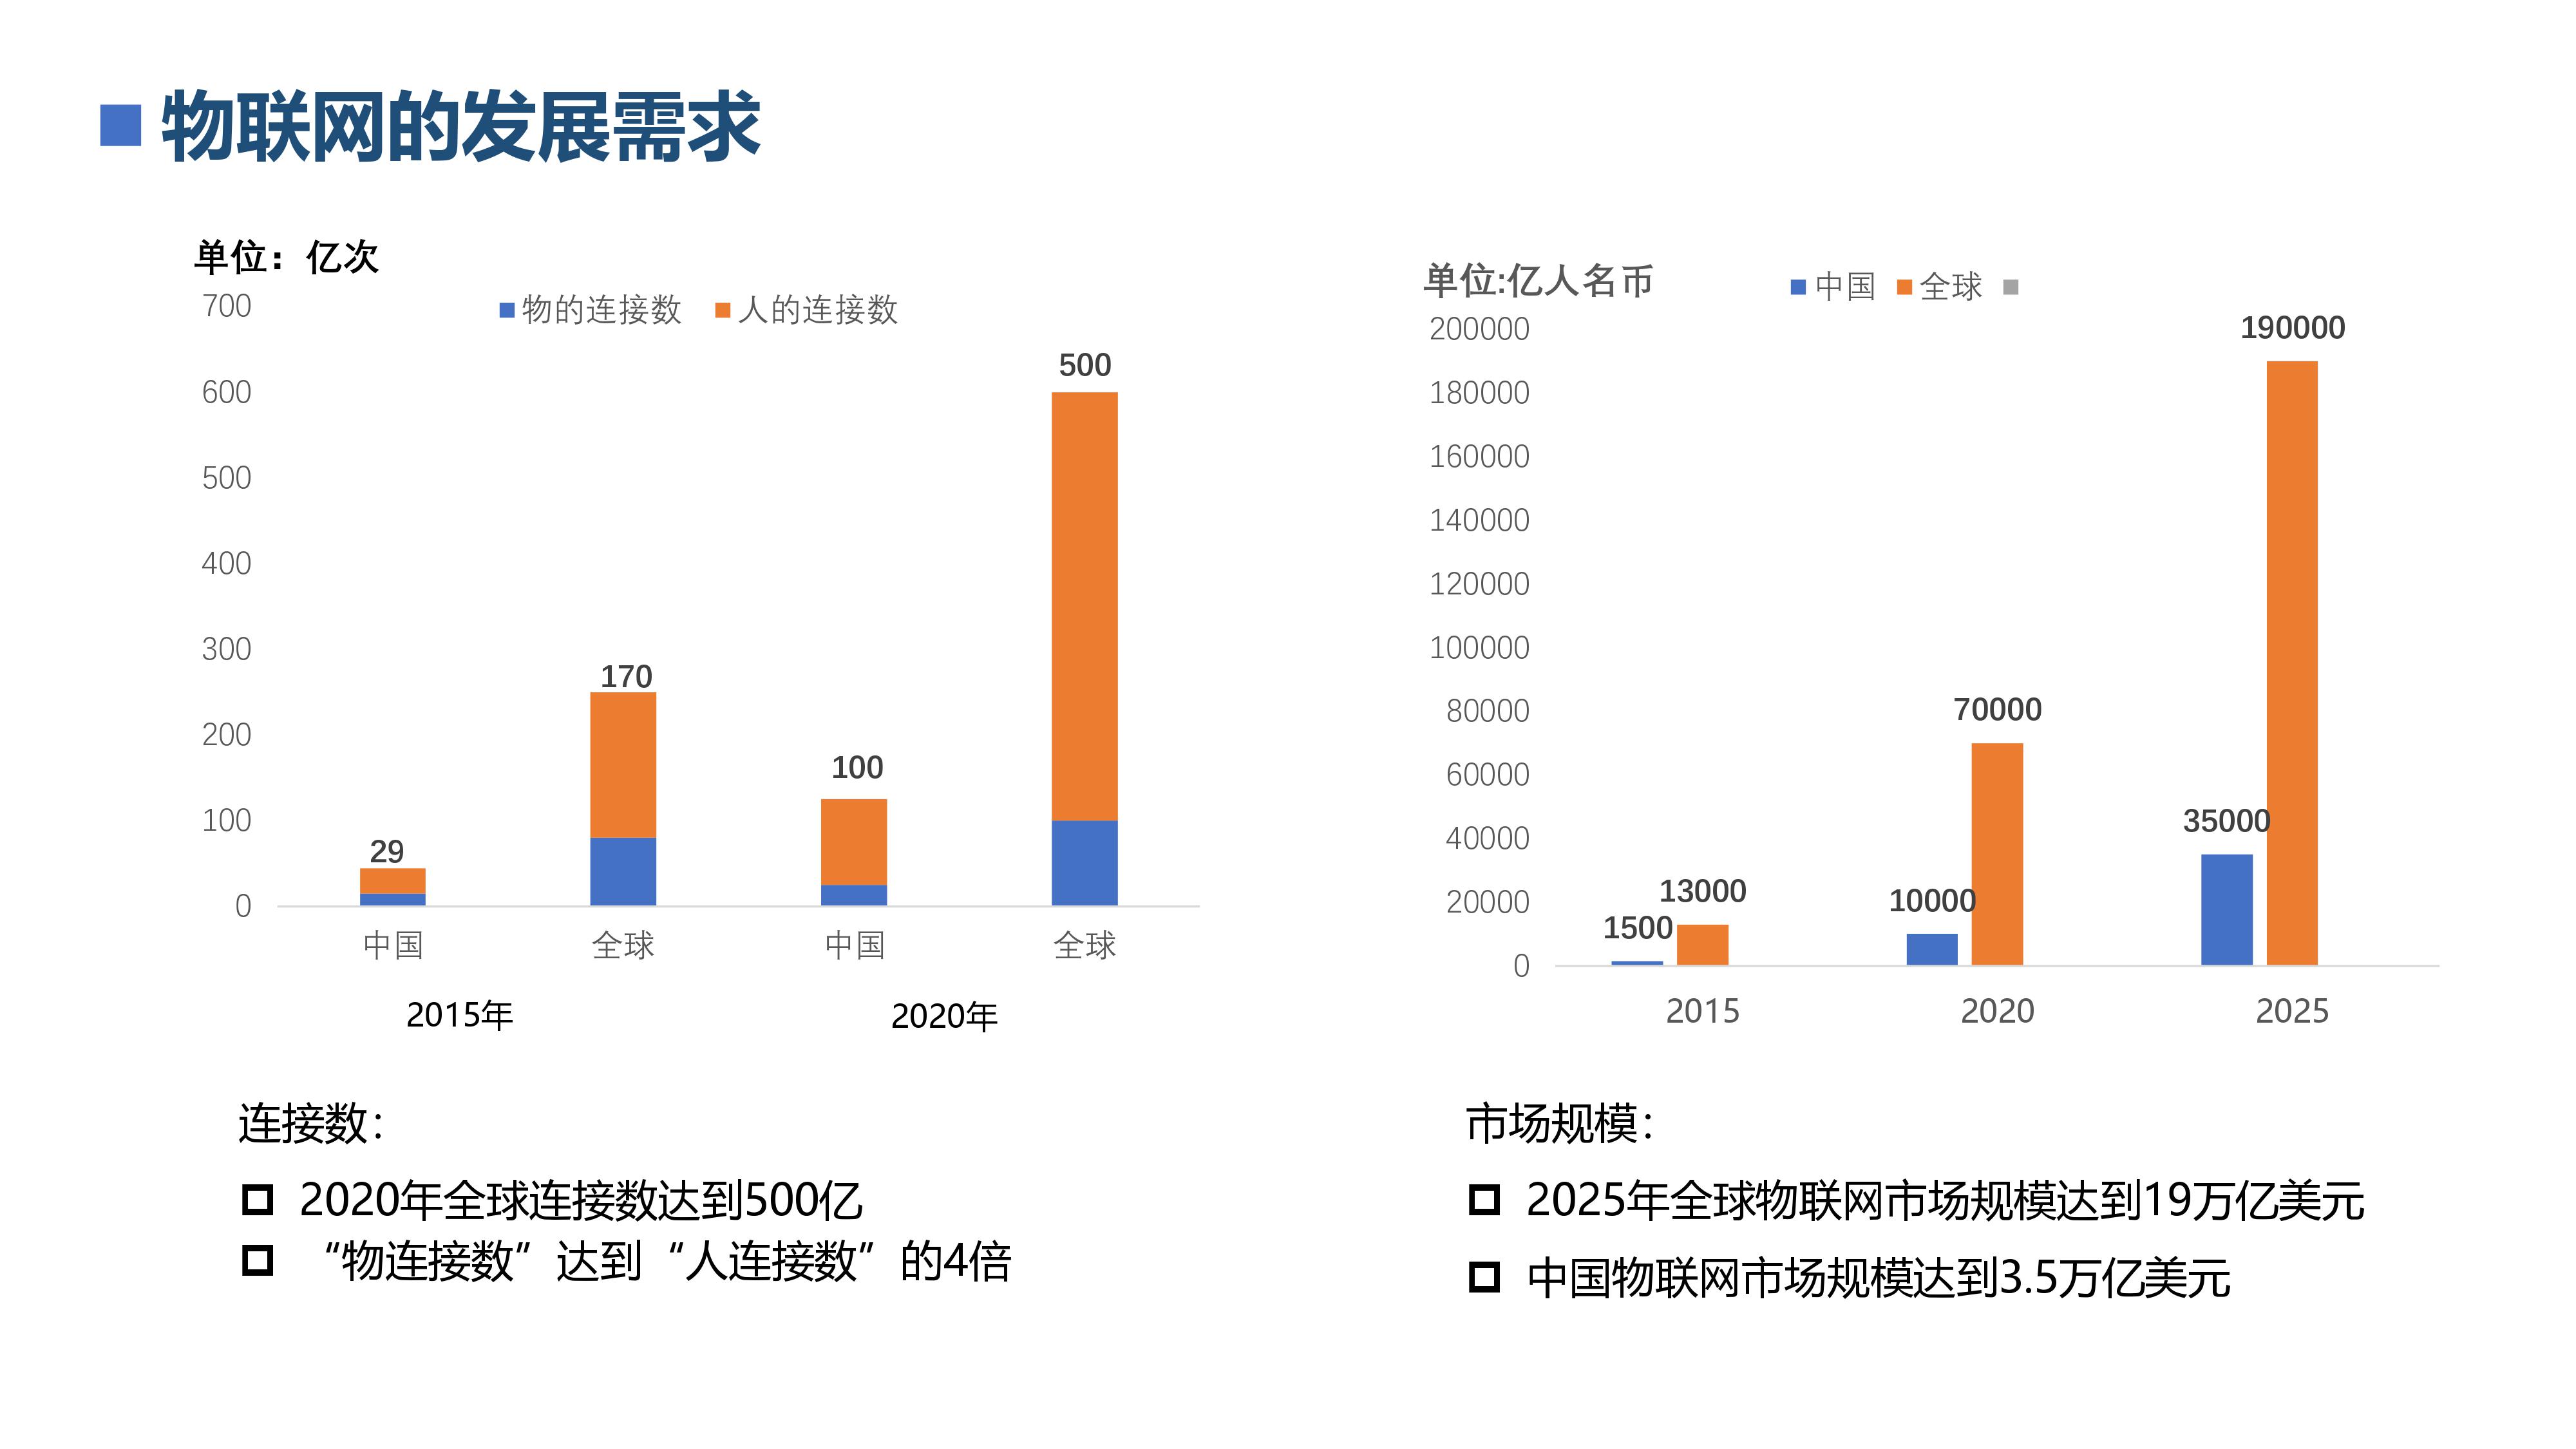 物联网的发展需求
单位：亿次
物的连接数 人的连接数
700
600
500
400
300
200
100
0
29
170
100
500
中国 全球 中国 全球
2015年 2020年
单位:亿人名币
中国 全球
200000
180000
160000
140000
120000
100000
80000
60000
40000
20000
0
1500
13000
10000
70000
35000
190000
2015 2020 2025
连接数：
2020年全球连接数达到500亿
“物连接数”达到“人连接数”的4倍
市场规模：
2025年全球物联网市场规模达到19万亿美元
中国物联网市场规模达到3.5万亿美元